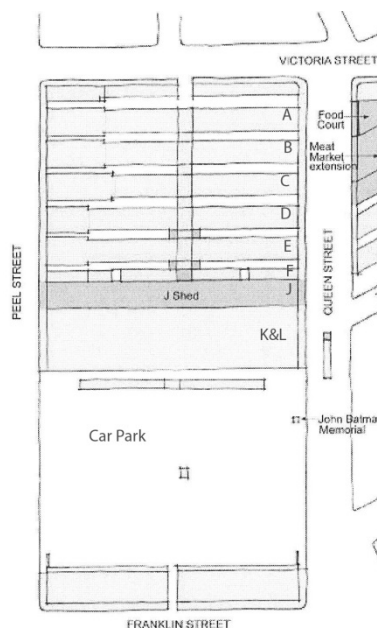 VICTORIA STREET
A
Food
Court
B
Meat
Market
extension
C
D
PEEL STREET
QUEEN STREET
E
F
J
J Shed
K&L
John Batman
Memorial
Car Park
FRANKLIN STREET